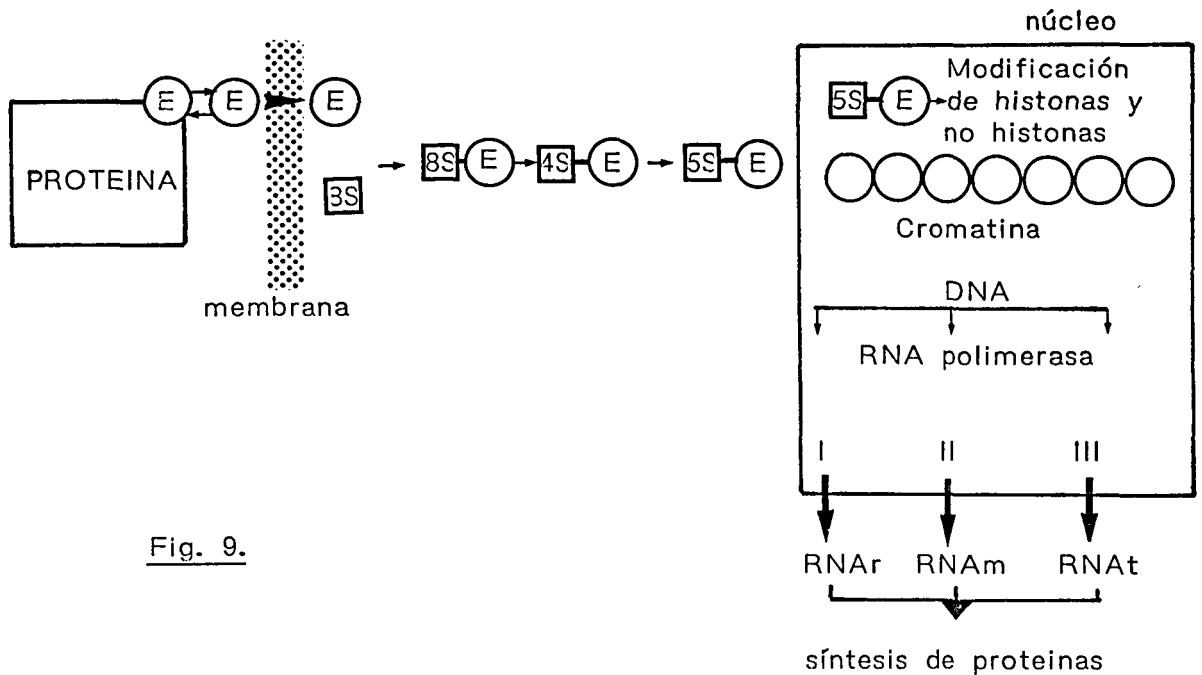 núcleo
E E E
PROTEINA
8S
membrana
8S E 4S E 5S E
5S E Modificación
de histonas y
no histonas
Cromatina
DNA
RNA polimerasa
I II III
RNAr RNAm RNAt
síntesis de proteinas
Fig. 9.